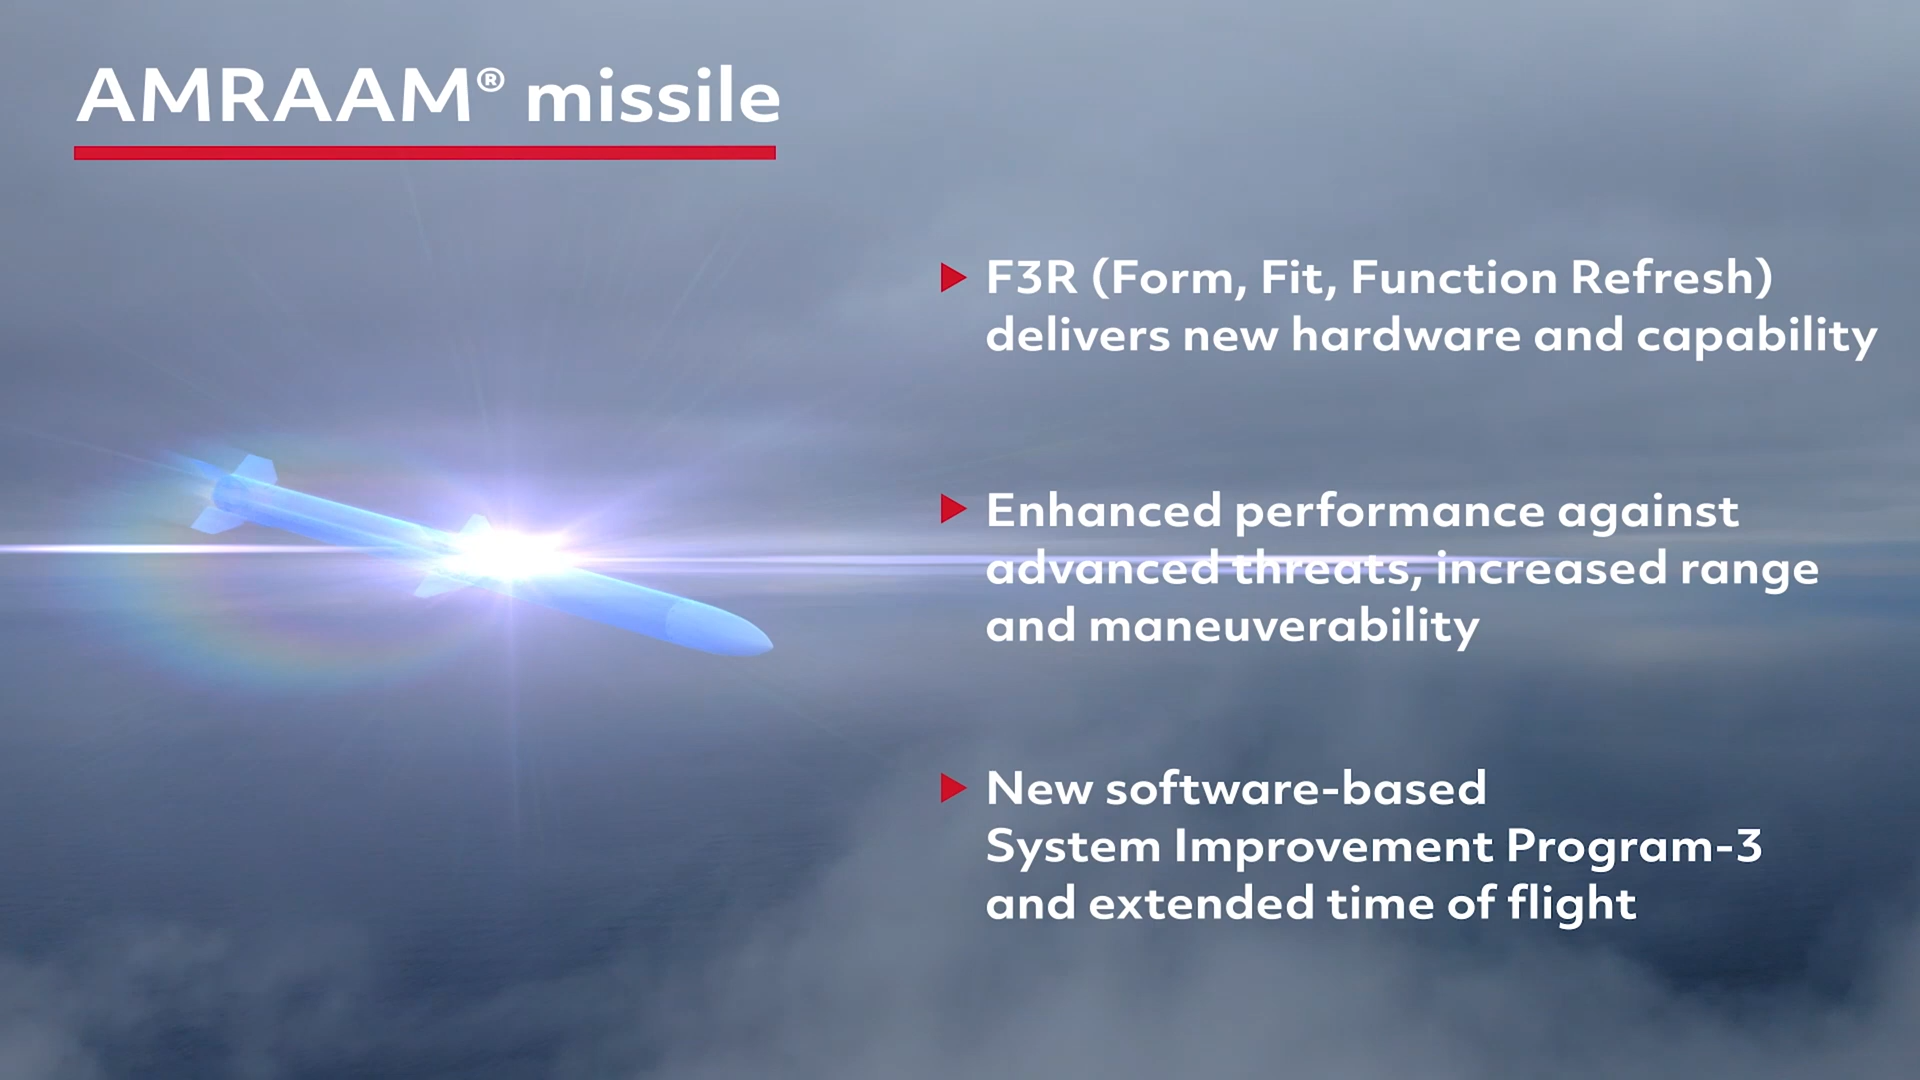 AMRAAM® missile
F3R (Form, Fit, Function Refresh)
delivers new hardware and capability
Enhanced performance against
advanced threats, increased range
and maneuverability
New software-based
System Improvement Program-3
and extended time of flight